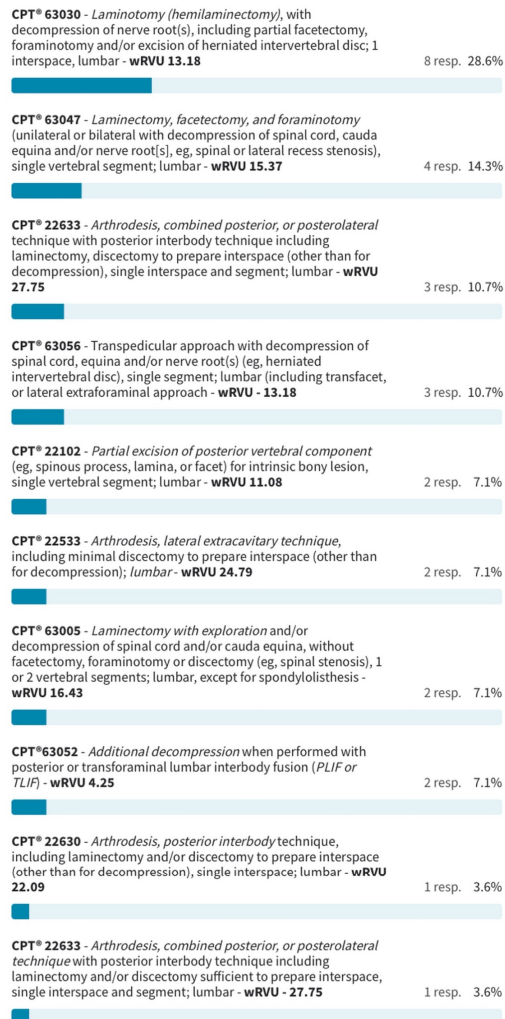 CPT® 63030 - Laminotomy (hemilaminectomy), with
decompression of nerve root(s), including partial facetectomy,
foraminotomy and/or excision of herniated intervertebral disc; 1
interspace, lumbar - wRVU 13.18
8 resp. 28.6%
CPT® 63047 - Laminectomy, facetectomy, and foraminotomy
(unilateral or bilateral with decompression of spinal cord, cauda
equina and/or nerve root[s], eg, spinal or lateral recess stenosis),
single vertebral segment; lumbar - wRVU 15.37
4 resp. 14.3%
CPT® 22633 - Arthrodesis, combined posterior, or posterolateral
technique with posterior interbody technique including
laminectomy, discectomy to prepare interspace (other than for
decompression), single interspace and segment; lumbar - wRVU
27.75
3 resp. 10.7%
CPT® 63056 - Transpedicular approach with decompression of
spinal cord, equina and/or nerve root(s) (eg, herniated
intervertebral disc), single segment; lumbar (including transfacet,
or lateral extraforaminal approach - wRVU - 13.18
3 resp. 10.7%
CPT® 22102 - Partial excision of posterior vertebral component
(eg, spinous process, lamina, or facet) for intrinsic bony lesion,
single vertebral segment; lumbar - wRVU 11.08
2 resp. 7.1%
CPT® 22533 - Arthrodesis, lateral extracavitary technique,
including minimal discectomy to prepare interspace (other than
for decompression); lumbar - wRVU 24.79
2 resp. 7.1%
CPT® 63005 - Laminectomy with exploration and/or
decompression of spinal cord and/or cauda equina, without
facetectomy, foraminotomy or discectomy (eg, spinal stenosis), 1
or 2 vertebral segments; lumbar, except for spondylolisthesis -
wRVU 16.43
2 resp. 7.1%
CPT®63052 - Additional decompression when performed with
posterior or transforaminal lumbar interbody fusion (PLIF or
TLIF) - wRVU 4.25
2 resp. 7.1%
CPT® 22630 - Arthrodesis, posterior interbody technique,
including laminectomy and/or discectomy to prepare interspace
(other than for decompression), single interspace; lumbar - wRVU
22.09
1 resp. 3.6%
CPT® 22633 - Arthrodesis, combined posterior, or posterolateral
technique with posterior interbody technique including
laminectomy and/or discectomy sufficient to prepare interspace,
single interspace and segment; lumbar - wRVU - 27.75
1 resp. 3.6%